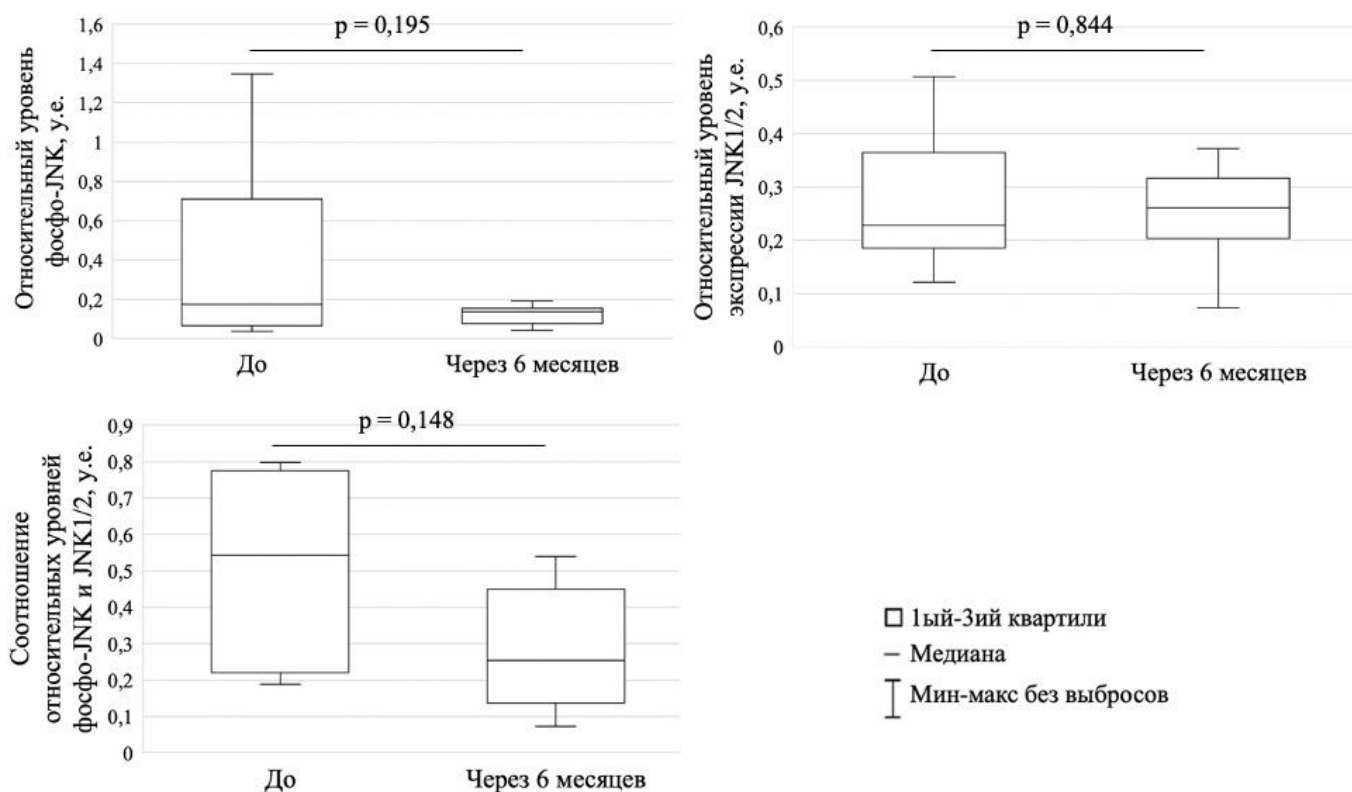 p = 0,195
Относительный уровень
фосфо-JNK, у.е.
1,6
1,4
1,2
1
0,8
0,6
0,4
0,2
0
До
Через 6 месяцев
p = 0,844
Относительный уровень
экспрессии JNK1/2, у.е.
0,6
0,5
0,4
0,3
0,2
0,1
0
До
Через 6 месяцев
p = 0,148
Соотношение
относительных уровней
фосфо-JNK и JNK1/2, у.е.
0,9
0,8
0,7
0,6
0,5
0,4
0,3
0,2
0,1
0
До
Через 6 месяцев
1ый-3ий квартили
Медиана
Мин-макс без выбросов